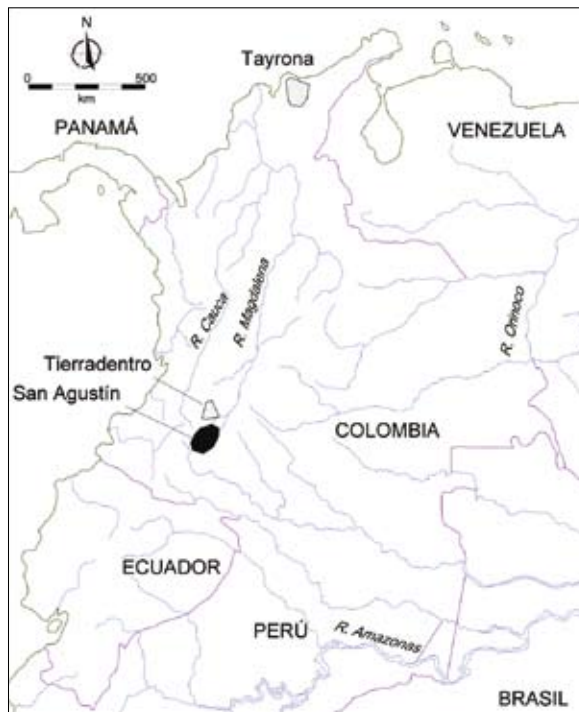 N
0 500
km
Tayrona
PANAMÁ
VENEZUELA
R. Cauca
R. Magdalena
R. Orinoco
Tierradentro
San Agustín
COLOMBIA
ECUADOR
PERÚ
R. Amazonas
BRASIL